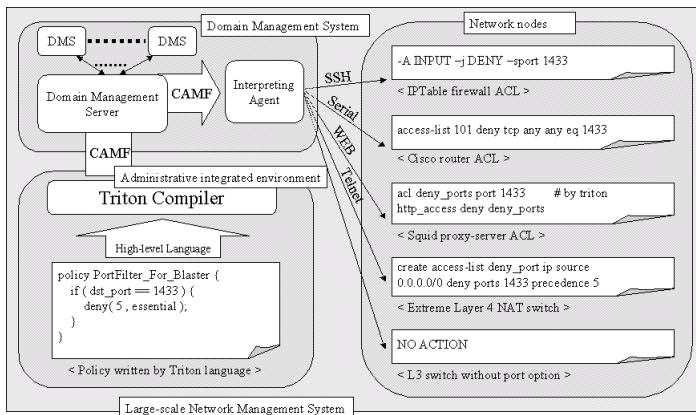 Domain Management System
DMS
DMS
Domain Management
Server
CAMF
Interpreting
Agent
CAMF
Administrative integrated environment
Triton Compiler
High-level Language
policy PortFilter_For_Blaster {
if ( dst_port == 1433 ) {
deny( 5 , essential );
}
}
< Policy written by Triton language >
Large-scale Network Management System
SSH
Serial
WEB
Telnet
Network nodes
-A INPUT –j DENY –sport 1433
< IPTable firewall ACL >
access-list 101 deny tcp any any eq 1433
< Cisco router ACL >
acl deny_ports port 1433 # by triton
http_access deny deny_ports
< Squid proxy-server ACL >
create access-list deny_port ip source
0.0.0.0/0 deny ports 1433 precedence 5
< Extreme Layer 4 NAT switch >
NO ACTION
< L3 switch without port option >